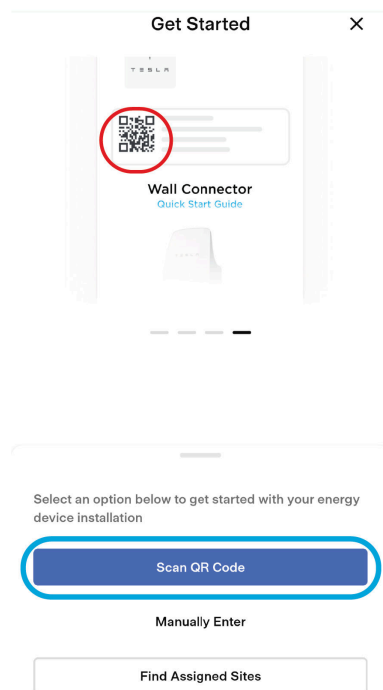 Get Started
TESLA
Wall Connector
Quick Start Guide
Select an option below to get started with your energy
device installation
Scan QR Code
Manually Enter
Find Assigned Sites